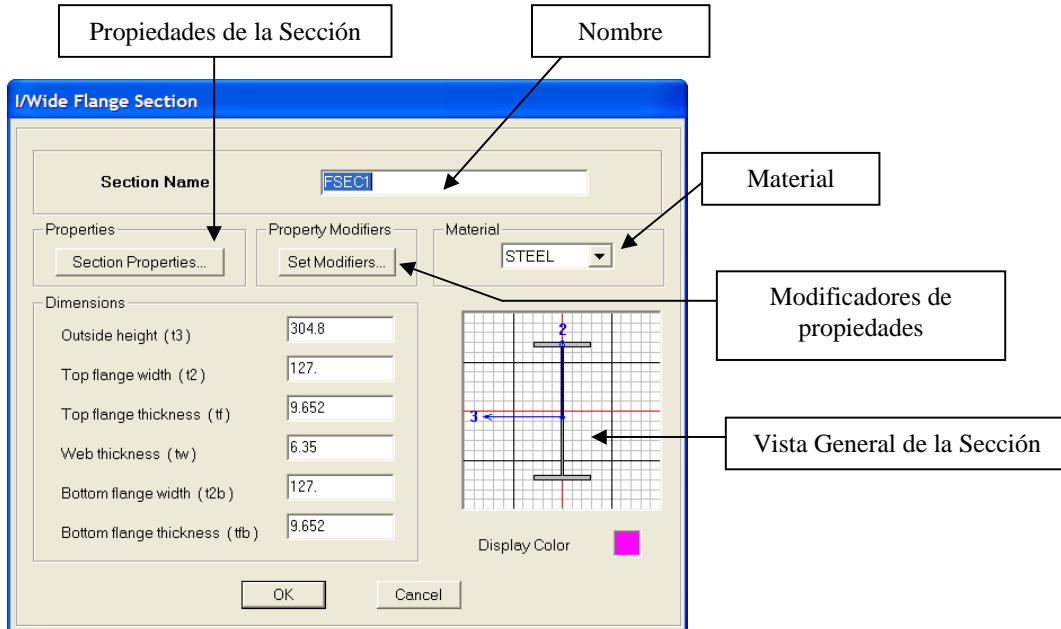 Propiedades de la Sección
Nombre
I/Wide Flange Section
Section Name
FSEC1
Material
Properties
Property Modifiers
Material
Section Properties...
Set Modifiers...
STEEL
Modificadores de
propiedades
Dimensions
Outside height (t3)
304.8
Top flange width (t2)
127.
Top flange thickness (tf)
9.652
Web thickness (tw)
6.35
Bottom flange width (t2b)
127.
Bottom flange thickness (tfb)
9.652
2
3
Vista General de la Sección
Display Color
OK
Cancel